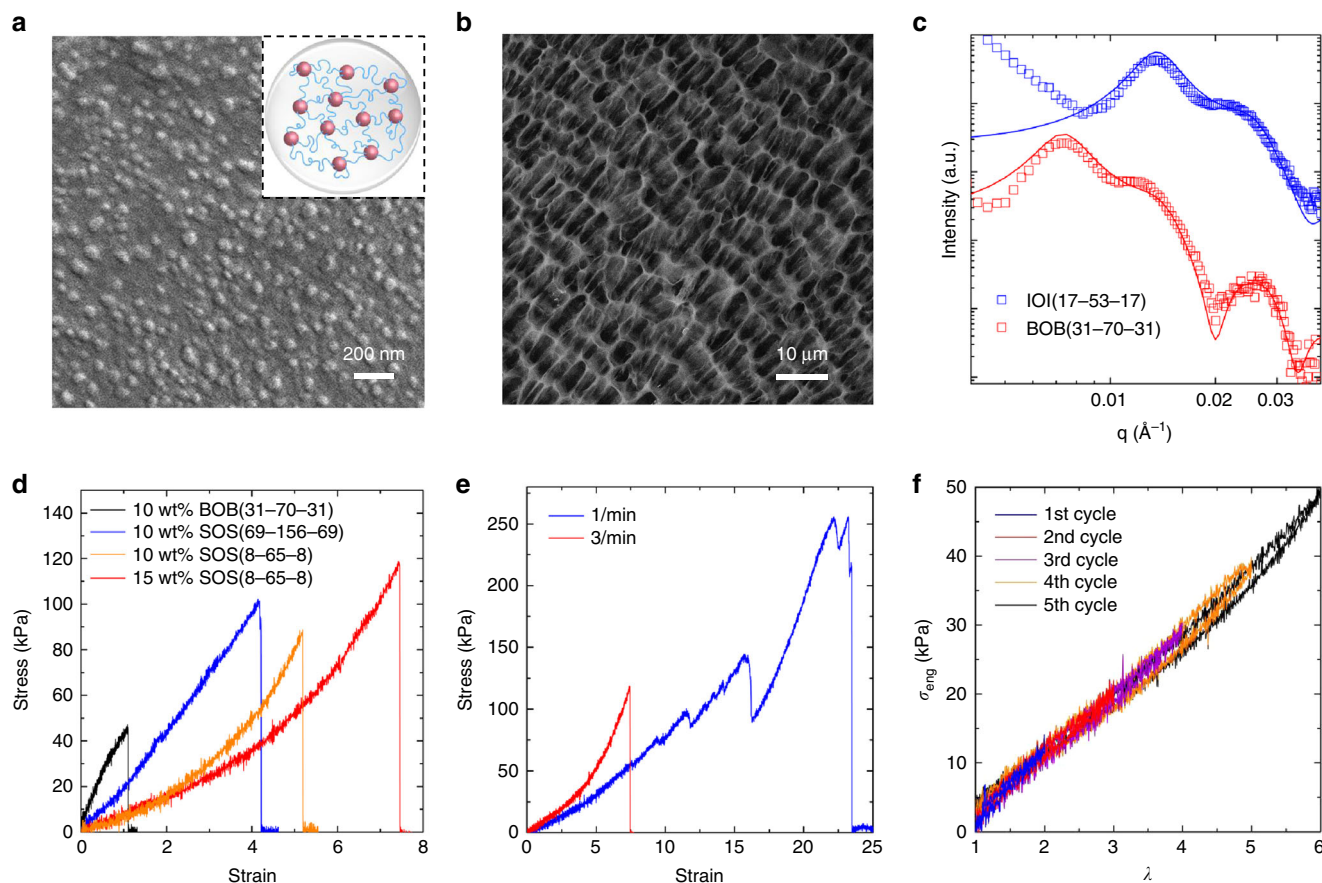 a
200 nm
b
10 μm
c
Intensity (a.u.)
IOI(17–53–17)
BOB(31–70–31)
0.01
0.02
0.03
q (Å⁻¹)
d
Stress (kPa)
140
120
100
80
60
40
20
0
10 wt% BOB(31–70–31)
10 wt% SOS(69–156–69)
10 wt% SOS(8–65–8)
15 wt% SOS(8–65–8)
0
2
4
6
8
Strain
e
Stress (kPa)
250
200
150
100
50
0
1/min
3/min
0
5
10
15
20
25
Strain
f
σeng (kPa)
50
40
30
20
10
0
1st cycle
2nd cycle
3rd cycle
4th cycle
5th cycle
1
2
3
4
5
6
λ